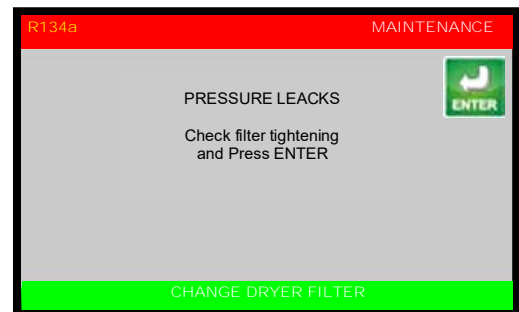 R134a MAINTENANCE
ENTER
PRESSURE LEACKS
Check filter tightening
and Press ENTER
CHANGE DRYER FILTER